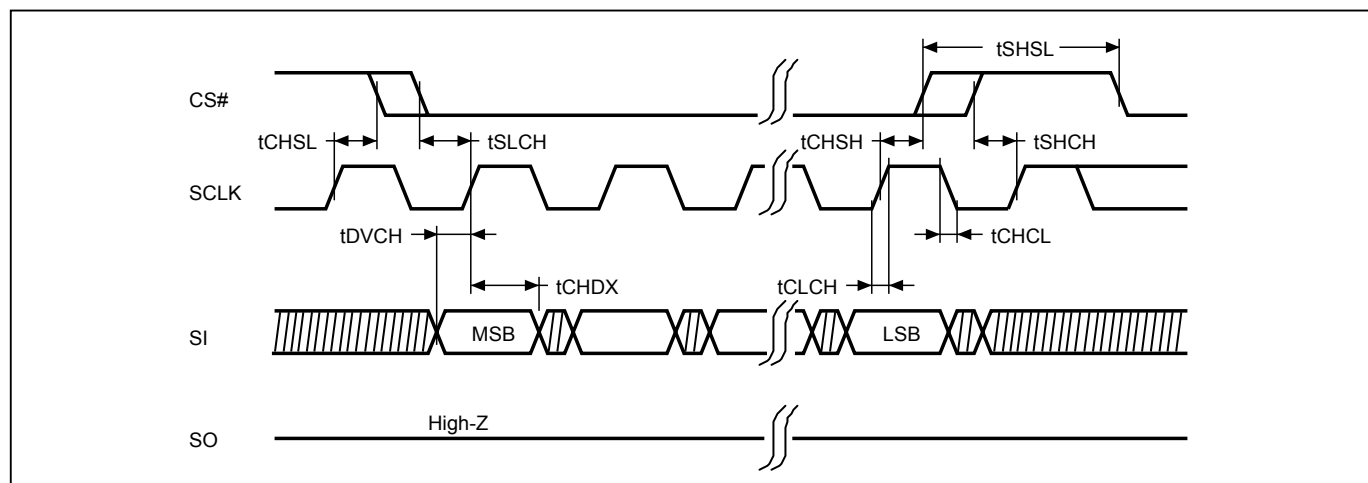 tSHSL
CS#
tCHSL
tSLCH
tCHSH
tSHCH
SCLK
tDVCH
tCHCL
tCHDX
tCLCH
SI
MSB
LSB
High-Z
SO